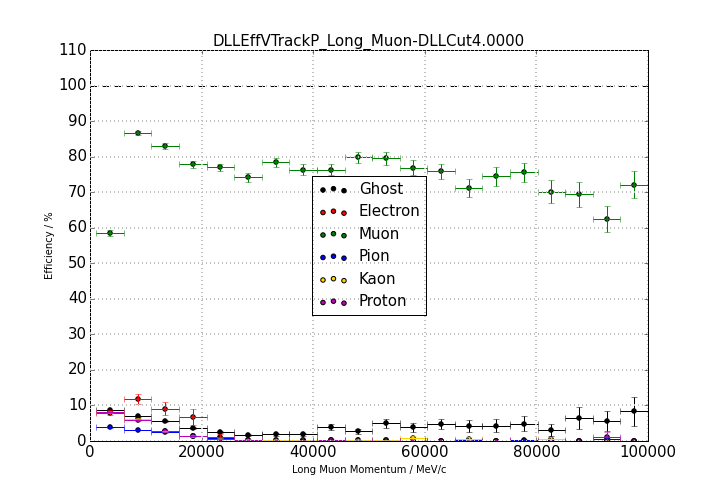 DLLEffVTrackP_Long_Muon-DLLCut4.0000
110
100
90
80
70
60
50
40
30
20
10
0
Efficiency / %
Ghost
Electron
Muon
Pion
Kaon
Proton
0 20000 40000 60000 80000 100000
Long Muon Momentum / MeV/c